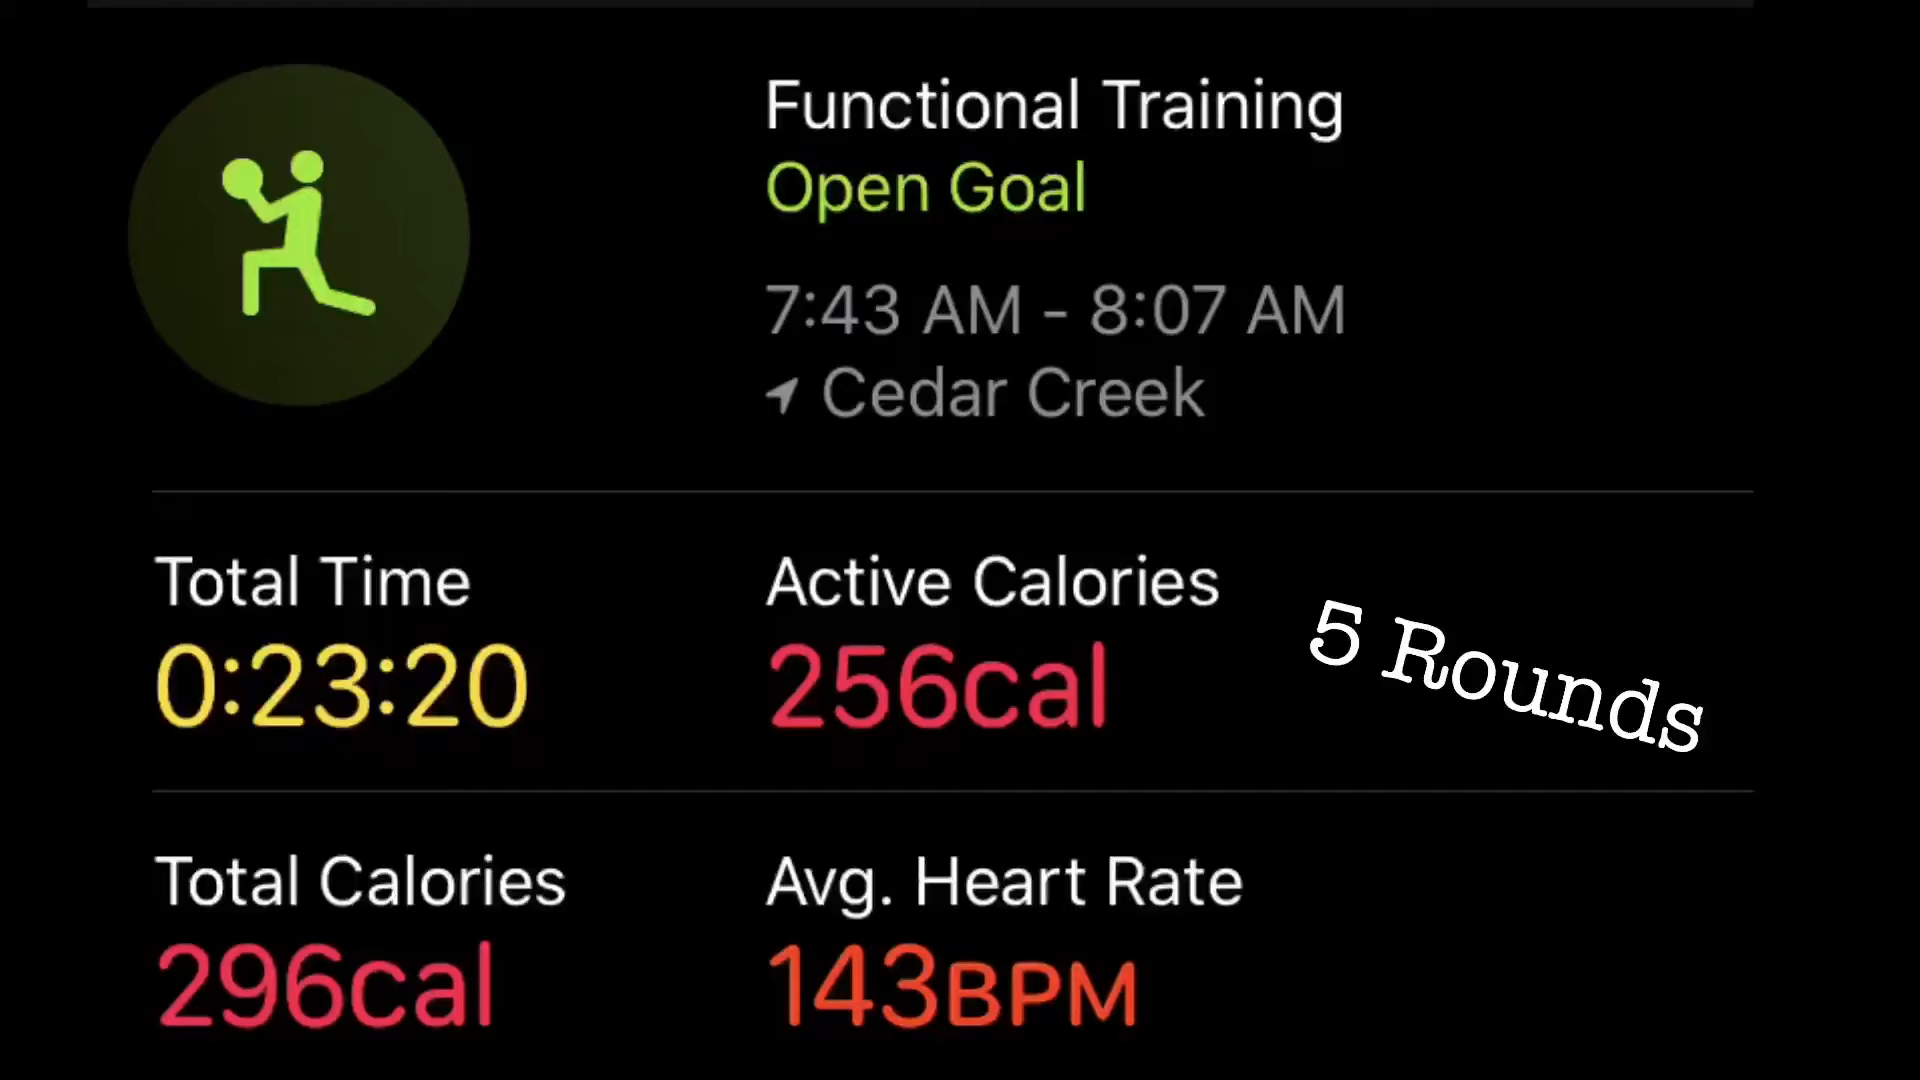 Functional Training
Open Goal
7:43 AM - 8:07 AM
Cedar Creek
Total Time
0:23:20
Active Calories
256cal
5 Rounds
Total Calories
296cal
Avg. Heart Rate
143BPM